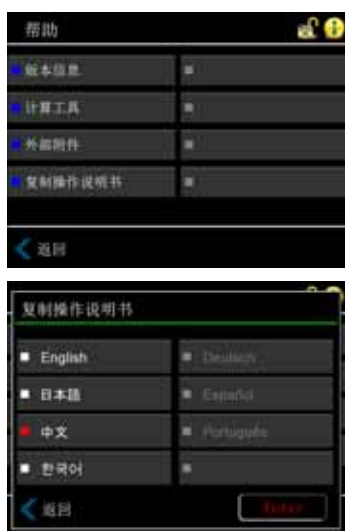 帮助
版本信息
计算工具
外部附件
复制操作说明书
返回
复制操作说明书
English
Deutsch
日本語
Español
中文
Português
한국어
返回
Enter